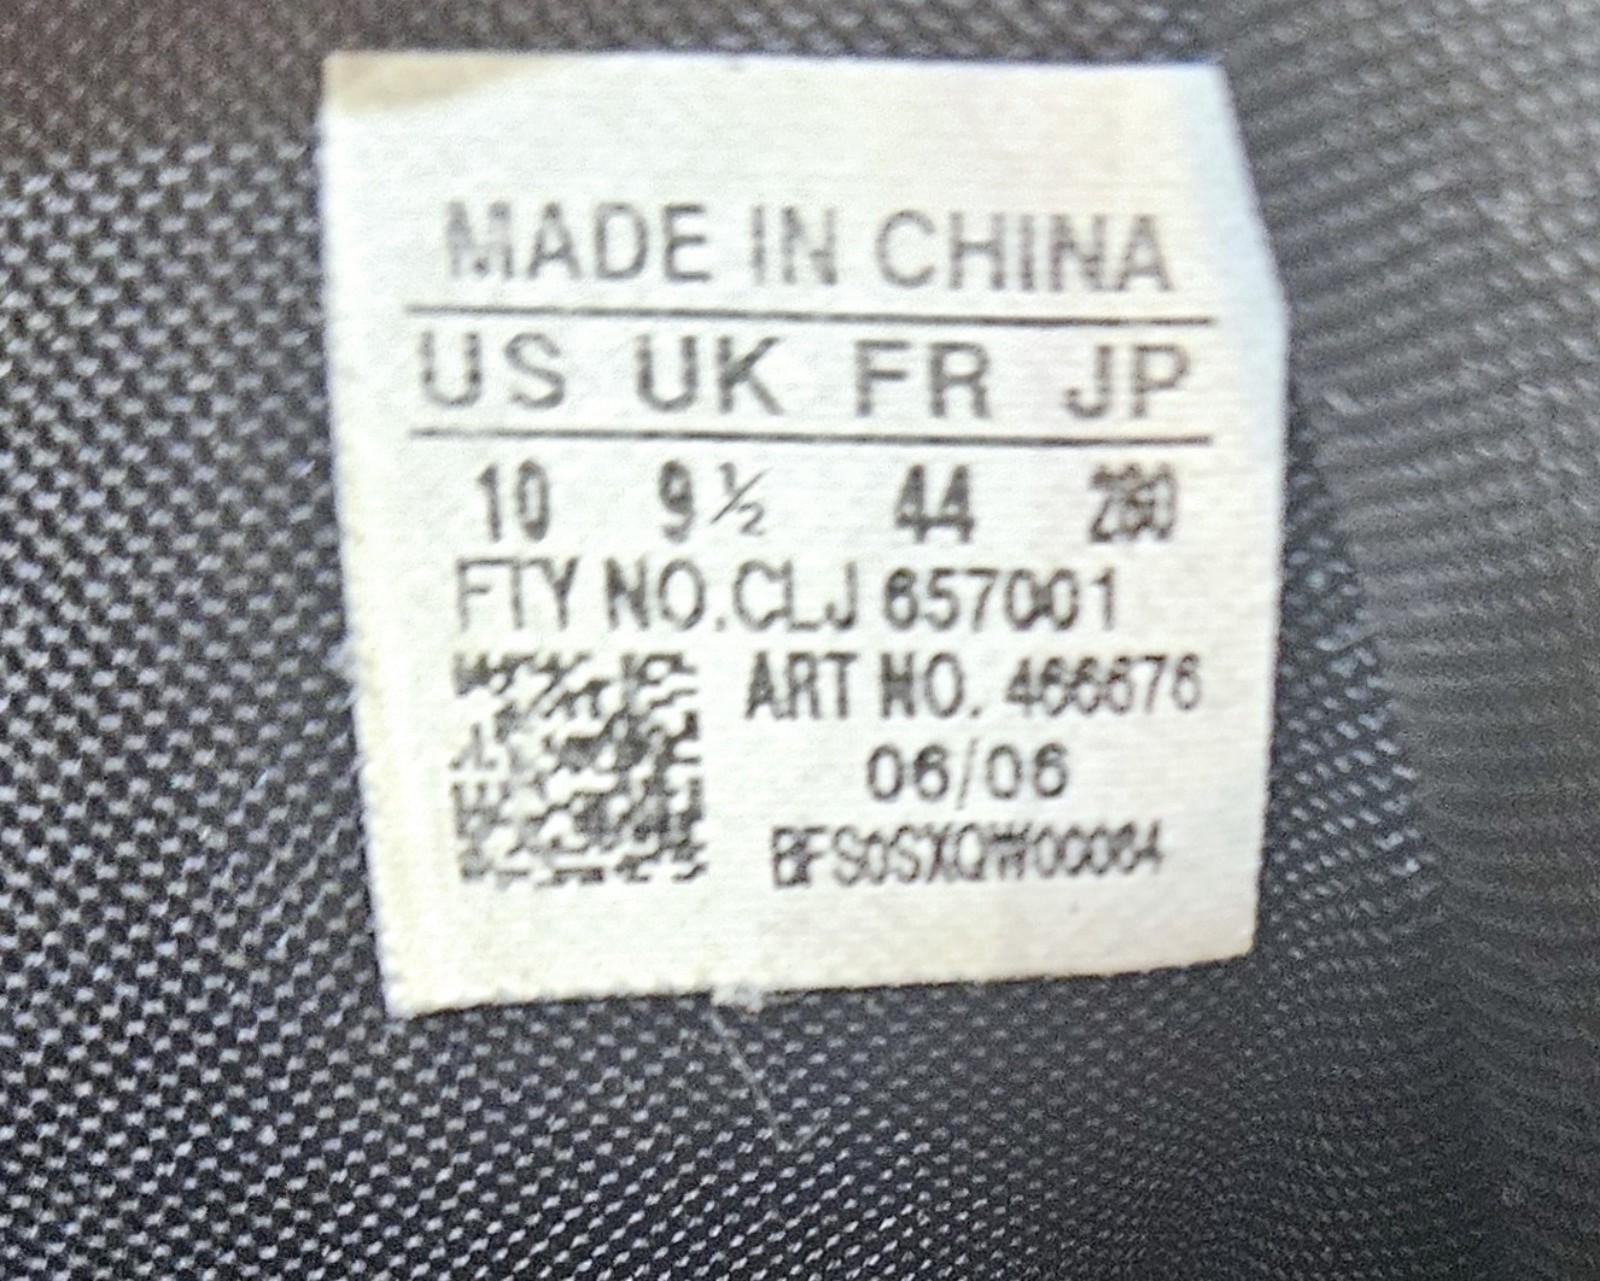 MADE IN CHINA
US UK FR JP
10 9½ 44 280
FTY NO.CLJ 657001
ART NO. 466676
06/06